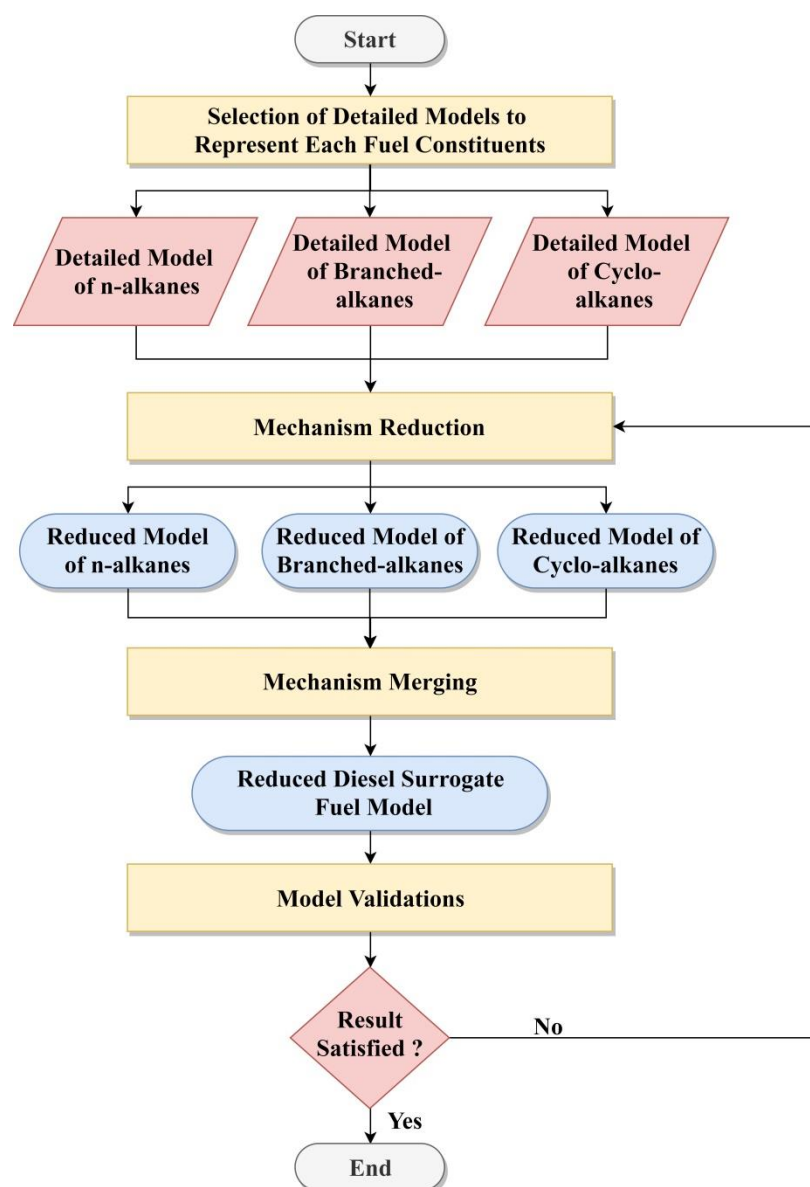 Start
Selection of Detailed Models to
Represent Each Fuel Constituents
Detailed Model
of n-alkanes
Detailed Model
of Branched-
alkanes
Detailed Model
of Cyclo-
alkanes
Mechanism Reduction
Reduced Model
of n-alkanes
Reduced Model of
Branched-alkanes
Reduced Model of
Cyclo-alkanes
Mechanism Merging
Reduced Diesel Surrogate
Fuel Model
Model Validations
Result
Satisfied ?
No
Yes
End